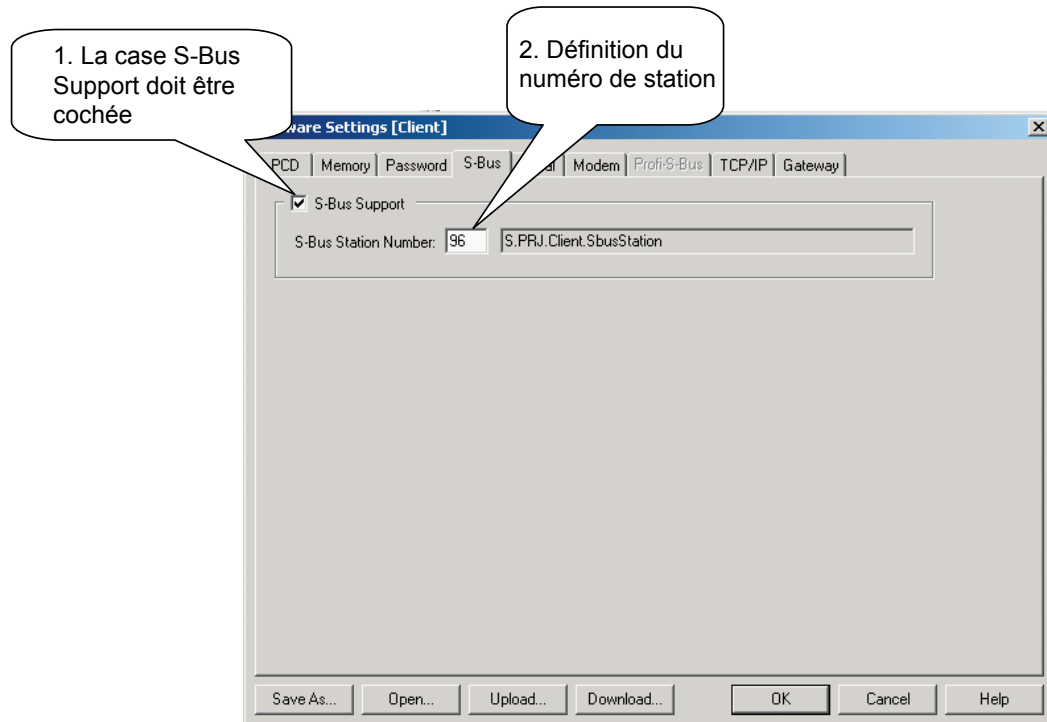 1. La case S-Bus
Support doit être
cochée
2. Définition du
numéro de station
ware Settings [Client]
PCD Memory Password S-Bus Modem Profi-S-Bus TCP/IP Gateway
S-Bus Support
S-Bus Station Number: 96 S.PRJ.Client.SbusStation
Save As... Open... Upload... Download... OK Cancel Help